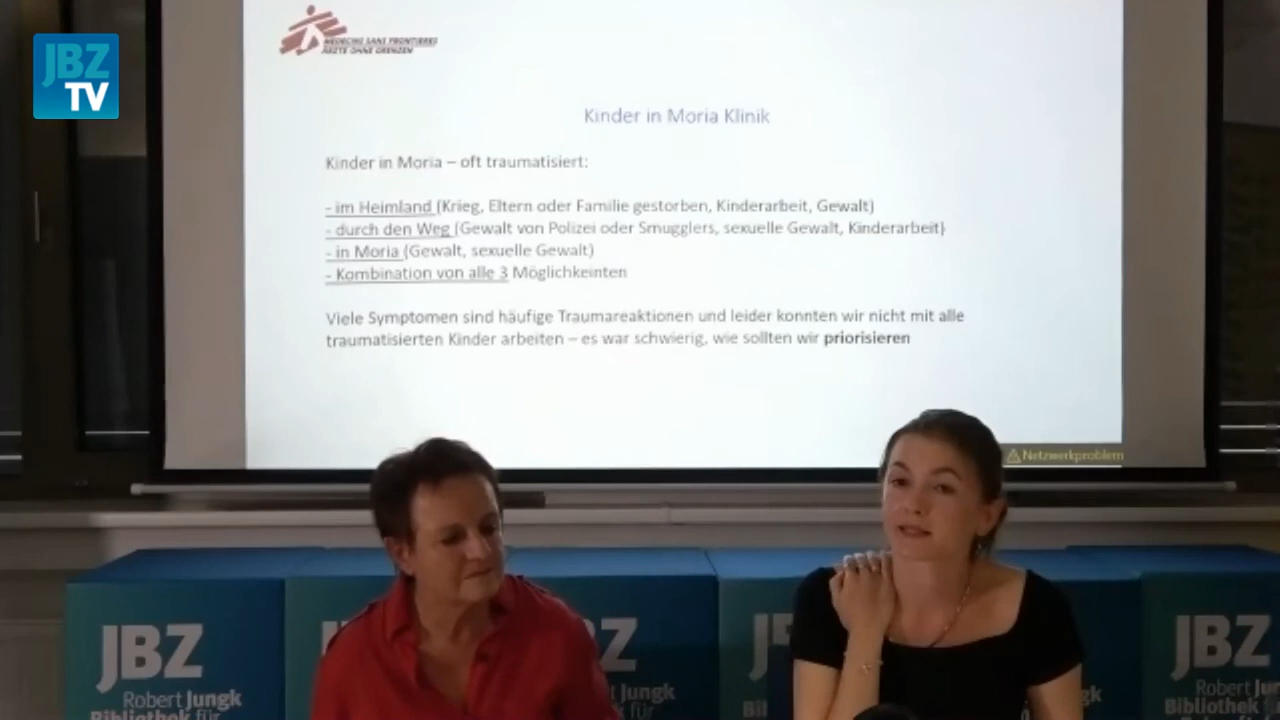 JBZ
TV
MEDECINS SANS FRONTIERES
ÄRZTE OHNE GRENZEN
Kinder in Moria Klinik
Kinder in Moria – oft traumatisiert:
- im Heimland (Krieg, Eltern oder Familie gestorben, Kinderarbeit, Gewalt)
- durch den Weg (Gewalt von Polizei oder Smugglers, sexuelle Gewalt, Kinderarbeit)
- in Moria (Gewalt, sexuelle Gewalt)
- Kombination von alle 3 Möglichkeinten
Viele Symptomen sind häufige Traumareaktionen und leider konnten wir nicht mit alle
traumatisierten Kinder arbeiten – es war schwierig, wie sollten wir priorisieren
Netzwerkproblem
JBZ
Robert Jungk
Bibliothek für
Z
Jungk
für
JBZ
Robert Jungk
Bibliothek